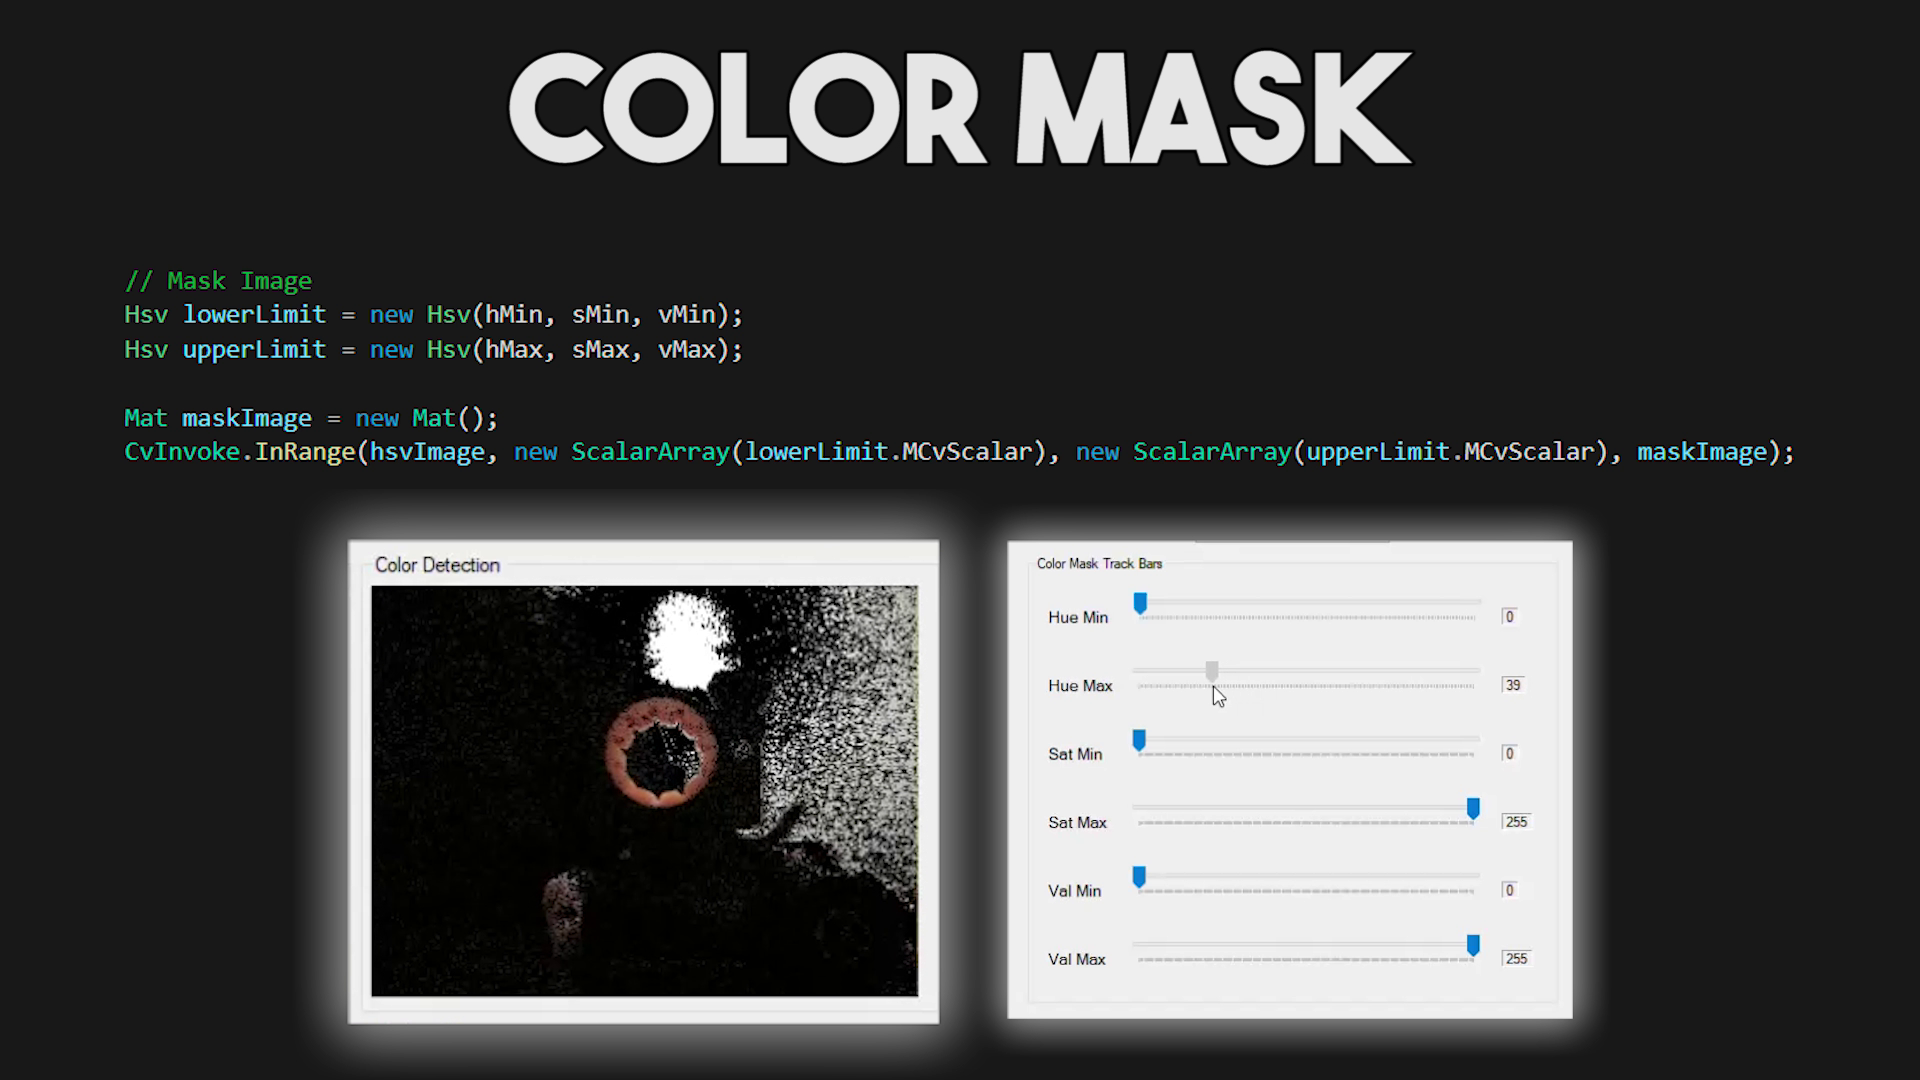 COLOR MASK
// Mask Image
Hsv lowerLimit = new Hsv(hMin, sMin, vMin);
Hsv upperLimit = new Hsv(hMax, sMax, vMax);
Mat maskImage = new Mat();
CvInvoke.InRange(hsvImage, new ScalarArray(lowerLimit.MCvScalar), new ScalarArray(upperLimit.MCvScalar), maskImage);
Color Detection
Color Mask Track Bars
Hue Min 0
Hue Max 39
Sat Min 0
Sat Max 255
Val Min 0
Val Max 255